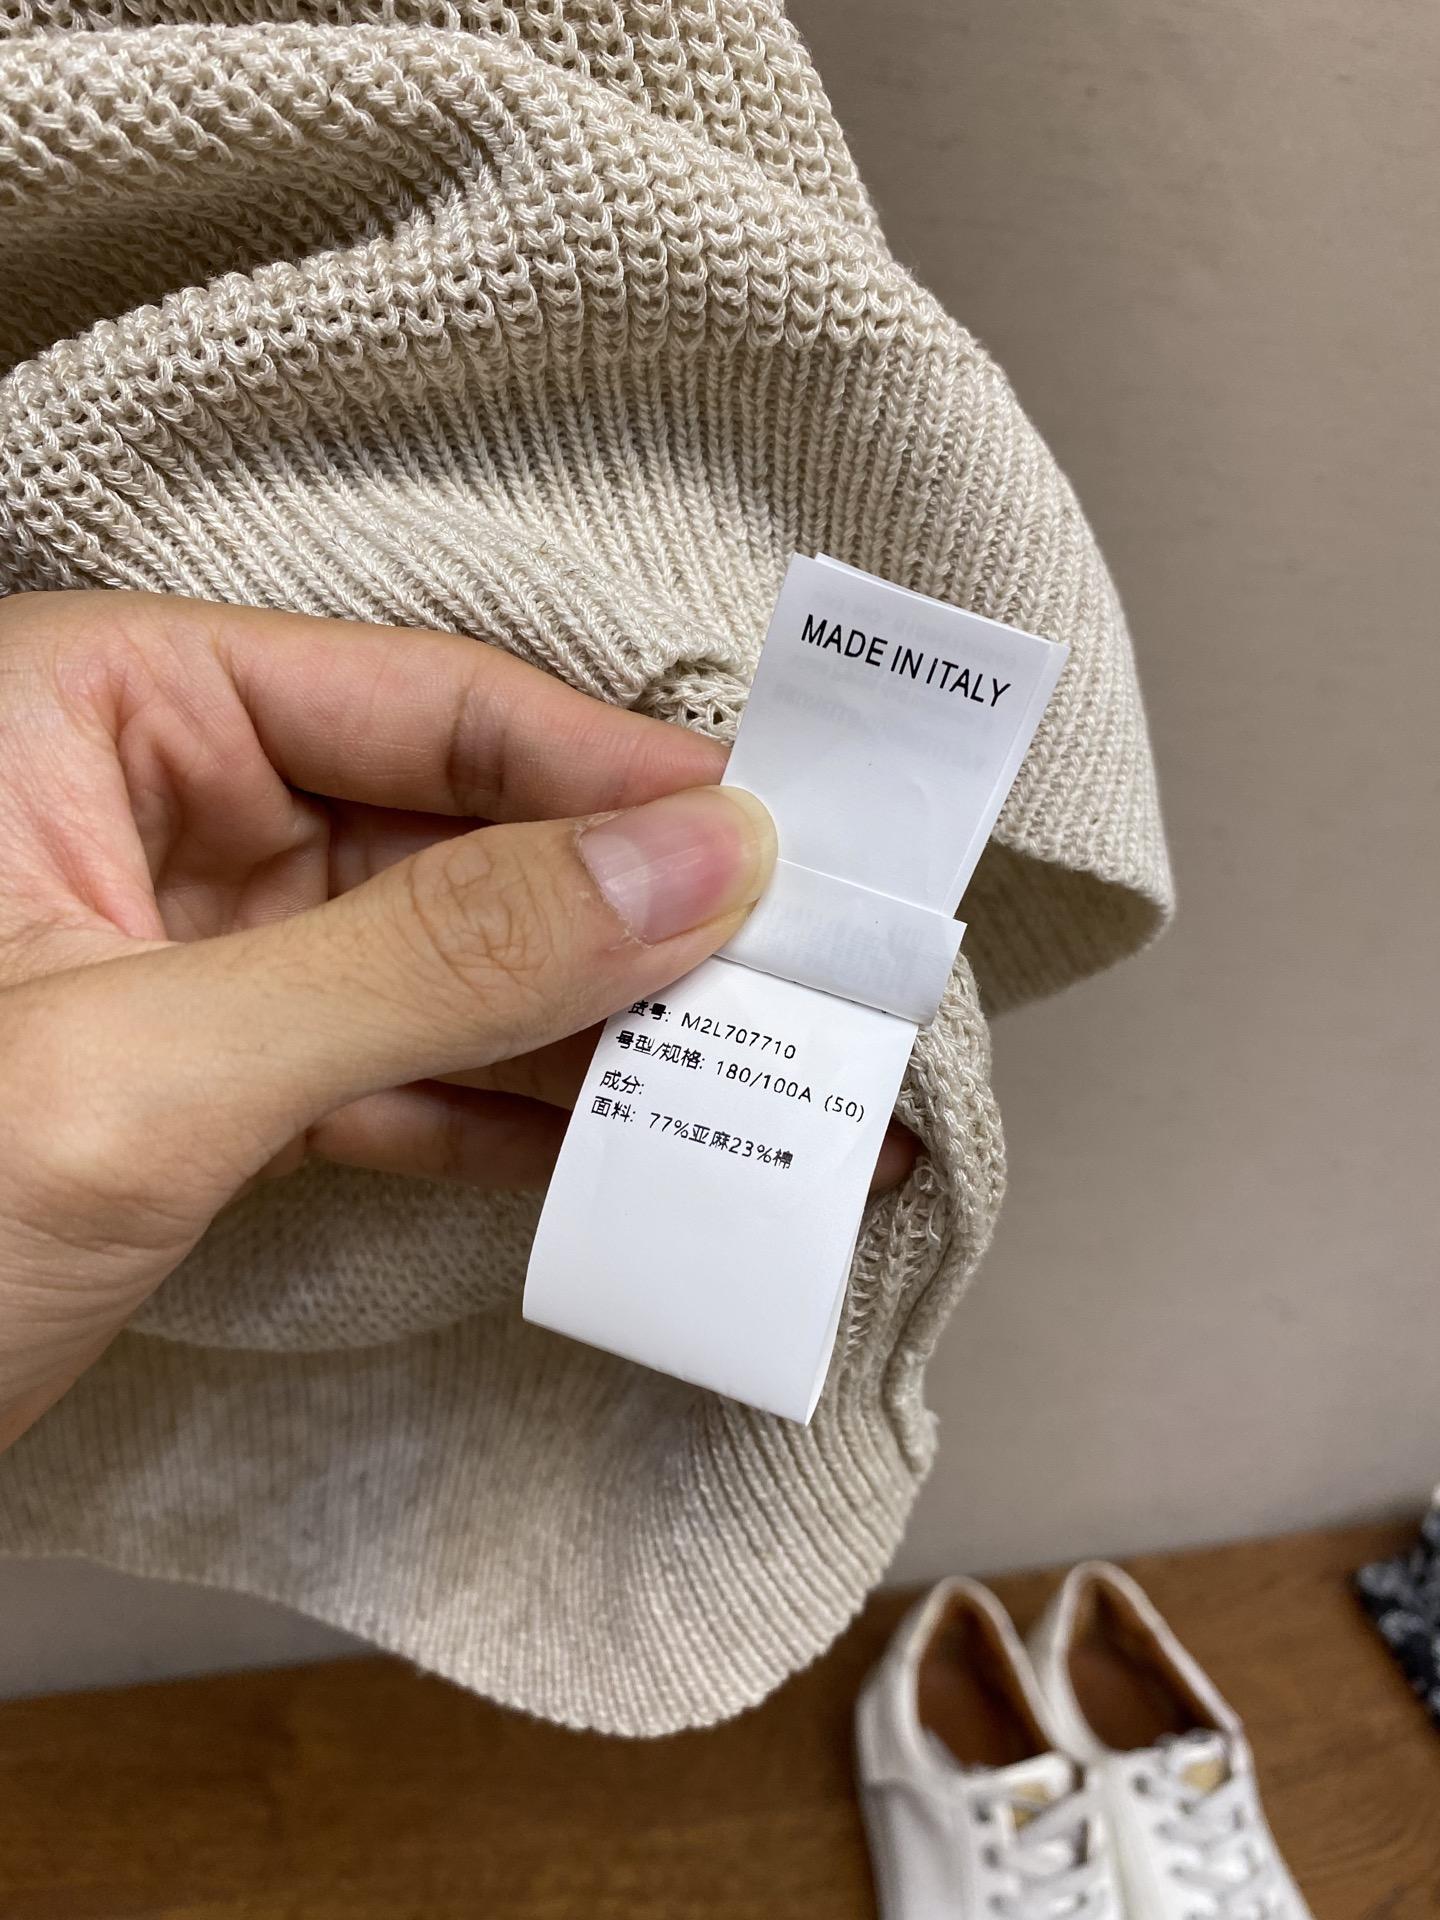 MADE IN ITALY
货号: M2L707710
号型/规格: 180/100A (50)
成分:
面料: 77%亚麻23%棉